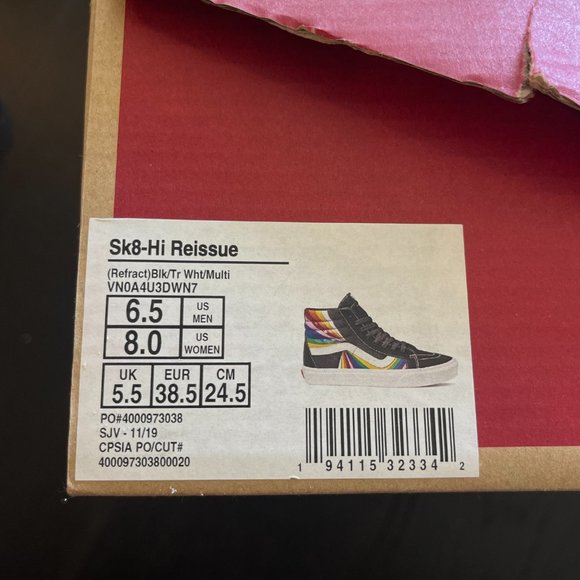 Sk8-Hi Reissue
(Refract)Blk/Tr Wht/Multi
VN0A4U3DWN7
6.5 US MEN
8.0 US WOMEN
UK EUR CM
5.5 38.5 24.5
PO#4000973038
SJV - 11/19
CPSIA PO/CUT#
400097303800020
1 94115 32334 2